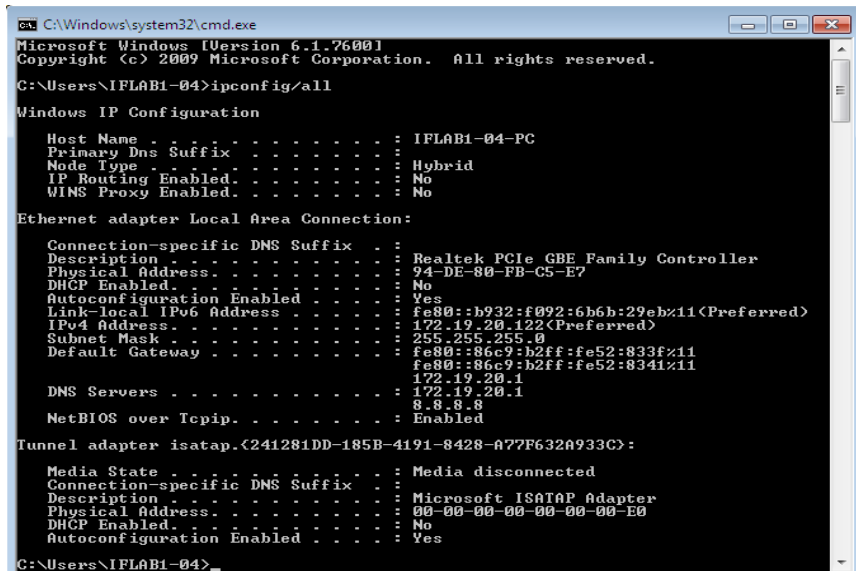 C:\Windows\system32\cmd.exe
Microsoft Windows [Version 6.1.7600]
Copyright (c) 2009 Microsoft Corporation.  All rights reserved.
C:\Users\IFLAB1-04>ipconfig/all
Windows IP Configuration
Host Name . . . . . . . . . . . . : IFLAB1-04-PC
Primary Dns Suffix  . . . . . . . :
Node Type . . . . . . . . . . . . : Hybrid
IP Routing Enabled. . . . . . . . : No
WINS Proxy Enabled. . . . . . . . : No
Ethernet adapter Local Area Connection:
Connection-specific DNS Suffix  . :
Description . . . . . . . . . . . : Realtek PCIe GBE Family Controller
Physical Address. . . . . . . . . : 94-DE-80-FB-C5-E7
DHCP Enabled. . . . . . . . . . . : No
Autoconfiguration Enabled . . . . : Yes
Link-local IPv6 Address . . . . . : fe80::b932:f092:6b6b:29eb%11(Preferred)
IPv4 Address. . . . . . . . . . . : 172.19.20.122(Preferred)
Subnet Mask . . . . . . . . . . . : 255.255.255.0
Default Gateway . . . . . . . . . : fe80::86c9:b2ff:fe52:833f%11
fe80::86c9:b2ff:fe52:8341%11
172.19.20.1
DNS Servers . . . . . . . . . . . : 172.19.20.1
8.8.8.8
NetBIOS over Tcpip. . . . . . . . : Enabled
Tunnel adapter isatap.{241281DD-185B-4191-8428-A77F632A933C}:
Media State . . . . . . . . . . . : Media disconnected
Connection-specific DNS Suffix  . :
Description . . . . . . . . . . . : Microsoft ISATAP Adapter
Physical Address. . . . . . . . . : 00-00-00-00-00-00-00-E0
DHCP Enabled. . . . . . . . . . . : No
Autoconfiguration Enabled . . . . : Yes
C:\Users\IFLAB1-04>_